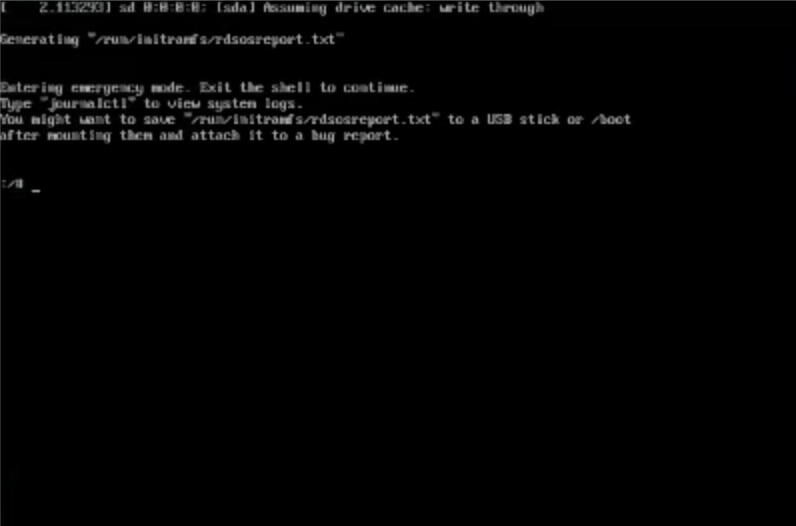 [    2.113293] sd 0:0:0:0: [sda] Assuming drive cache: write through
Generating "/run/initramfs/rdsosreport.txt"
Entering emergency mode. Exit the shell to continue.
Type "journalctl" to view system logs.
You might want to save "/run/initramfs/rdsosreport.txt" to a USB stick or /boot
after mounting them and attach it to a bug report.
:/# _